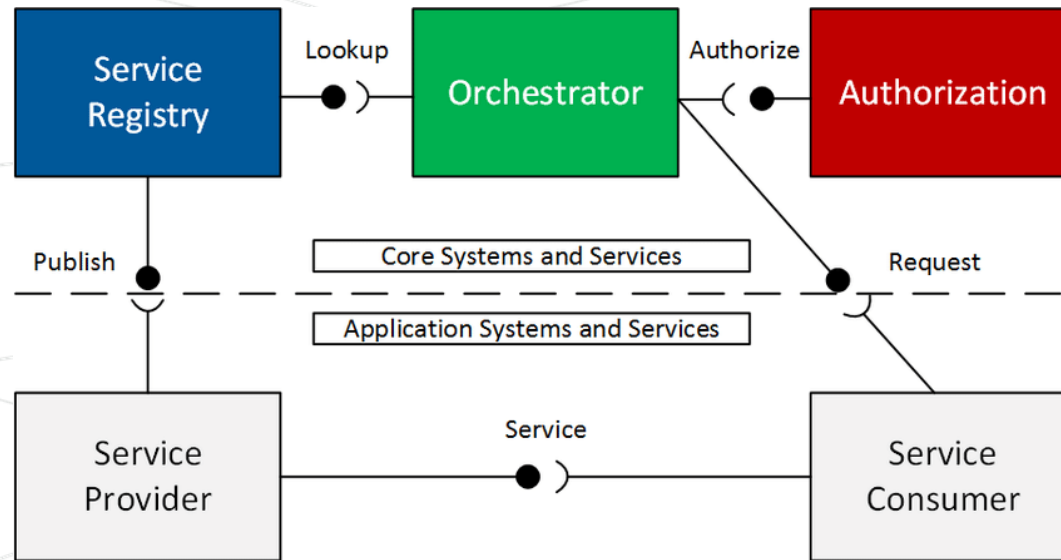 Service
Registry
Lookup
Orchestrator
Authorize
Authorization
Publish
Core Systems and Services
Request
Application Systems and Services
Service
Provider
Service
Service
Consumer